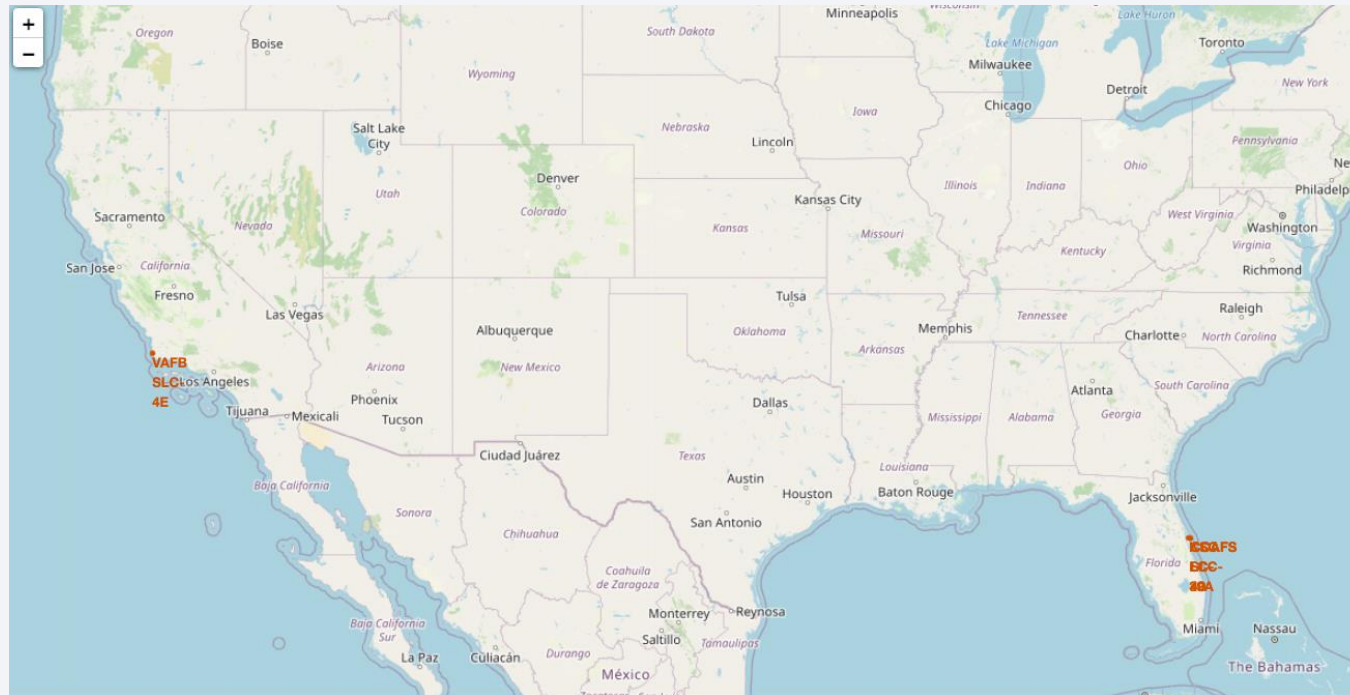 +
−
Minneapolis
Wisconsin
Oregon
South Dakota
Lake Huron
Boise
Lake Michigan
Toronto
Wyoming
Milwaukee
Detroit
New York
Chicago
Salt Lake
City
Nebraska
Iowa
Lincoln
Pennsylvania
Ohio
Denver
Illinois
Indiana
Utah
Philadelp
Kansas City
Colorado
Sacramento
Nevada
West Virginia
Washington
Kansas
Missouri
Virginia
Kentucky
San Jose
California
Richmond
Fresno
Las Vegas
Tulsa
Raleigh
Tennessee
Albuquerque
Oklahoma
Memphis
Charlotte
North Carolina
VAFB
SLC-
4E
Los Angeles
Arizona
New Mexico
Arkansas
Atlanta
South Carolina
Phoenix
Dallas
Tijuana
Mexicali
Tucson
Mississippi
Alabama
Georgia
Ciudad Juárez
Texas
Louisiana
Baja California
Austin
Houston
Baton Rouge
Jacksonville
Sonora
San Antonio
Chihuahua
Florida
Coahuila
de Zaragoza
Monterrey
Reynosa
Baja California
Sur
Saltillo
Tamaulipas
Miami
Nassau
La Paz
Culiacán
Durango
México
The Bahamas